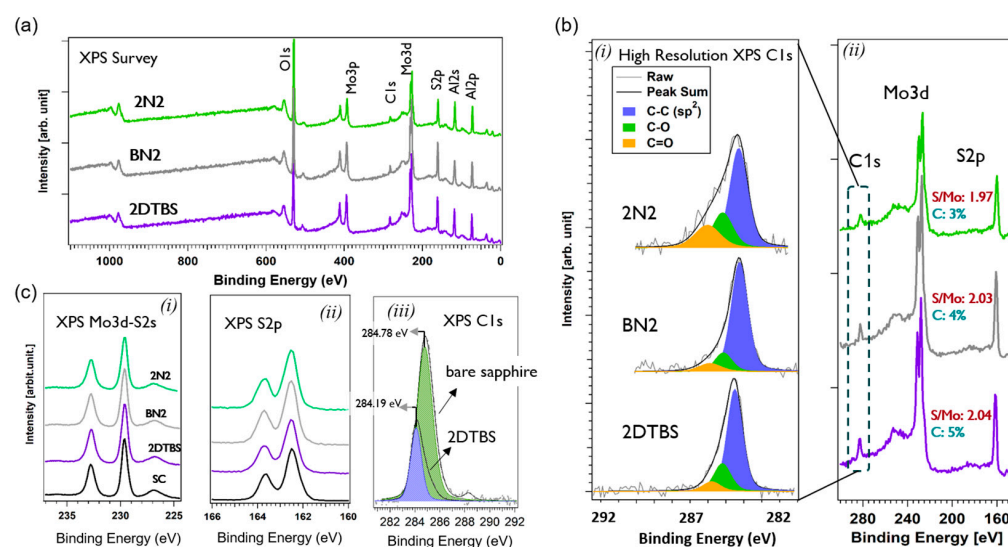 (a)
XPS Survey
O1s
Mo3p
C1s
Mo3d
S2p
Al2s
Al2p
2N2
BN2
2DTBS
Intensity [arb. unit]
1000 800 600 400 200 0
Binding Energy (eV)
(b)
(i) High Resolution XPS C1s
Raw
Peak Sum
C-C (sp²)
C-O
C=O
2N2
BN2
2DTBS
Intensity [arb. unit]
292 287 282
Binding Energy (eV)
(ii)
Mo3d
C1s
S2p
S/Mo: 1.97
C: 3%
S/Mo: 2.03
C: 4%
S/Mo: 2.04
C: 5%
300 240 220 160
Binding Energy [eV]
(c)
(i)
XPS Mo3d-S2s
2N2
BN2
2DTBS
SC
Intensity [arbit.unit.]
237 233 229 225
Binding Energy (eV)
(ii)
XPS S2p
166 164 162 160
Binding Energy (eV)
(iii)
XPS C1s
284.78 eV
284.19 eV
bare sapphire
2DTBS
282 284 286 288 290 292
Binding Energy (eV)